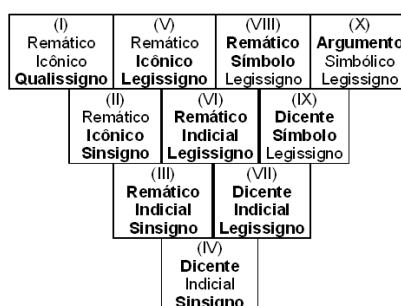 (I)
Remático
Icônico
Qualissigno
(V)
Remático
Icônico
Legissigno
(VIII)
Remático
Símbolo
Legissigno
(X)
Argumento
Simbólico
Legissigno
(II)
Remático
Icônico
Sinsigno
(VI)
Remático
Indicial
Legissigno
(IX)
Dicente
Símbolo
Legissigno
(III)
Remático
Indicial
Sinsigno
(VII)
Dicente
Indicial
Legissigno
(IV)
Dicente
Indicial
Sinsigno